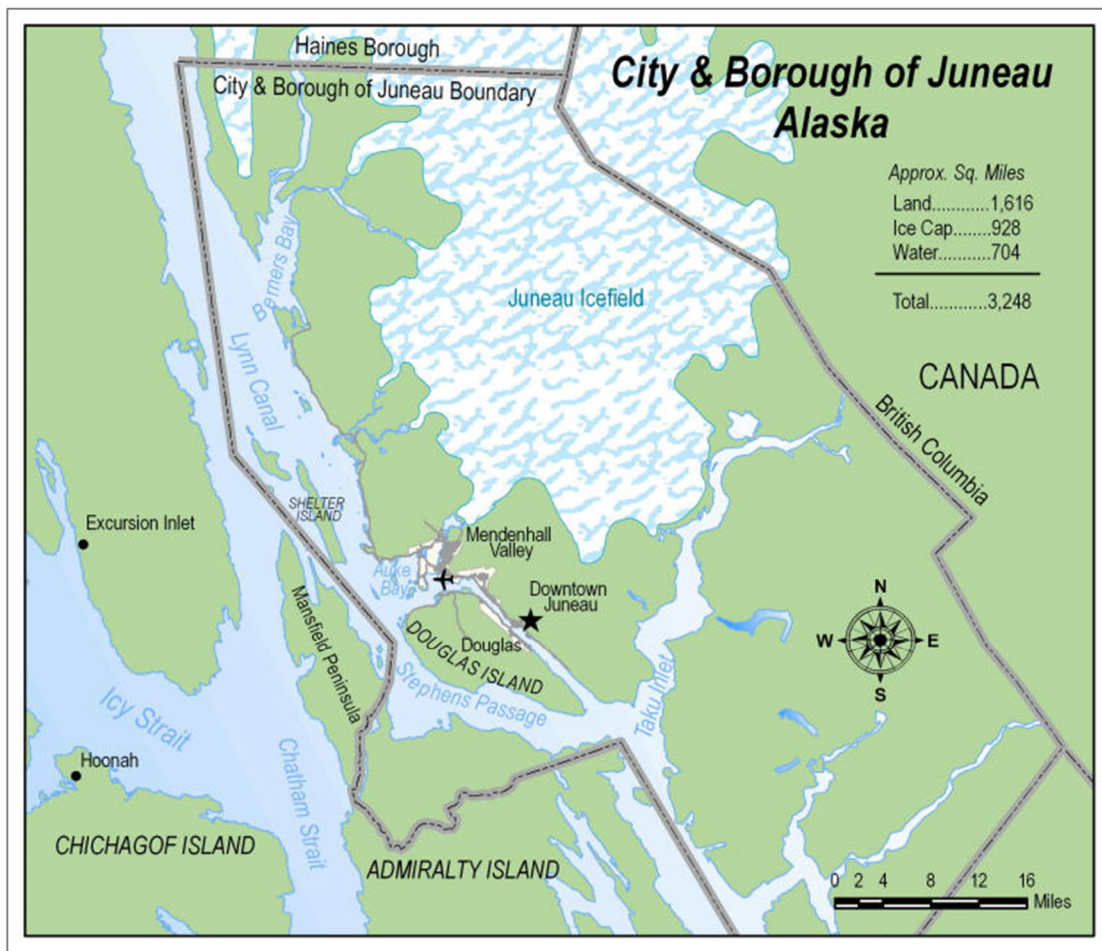 Haines Borough
City & Borough of Juneau Boundary
City & Borough of Juneau
Alaska
Approx. Sq. Miles
Land............1,616
Ice Cap........928
Water..........704
Total............3,248
Juneau Icefield
Berners Bay
Lynn Canal
CANADA
British Columbia
SHELTER
ISLAND
Excursion Inlet
Mendenhall
Valley
Auke
Bay
Downtown
Juneau
Douglas
DOUGLAS ISLAND
Mansfield Peninsula
Stephens Passage
Taku Inlet
N
W
E
S
Icy Strait
Hoonah
Chatham Strait
CHICHAGOF ISLAND
ADMIRALTY ISLAND
0 2 4 8 12 16
Miles